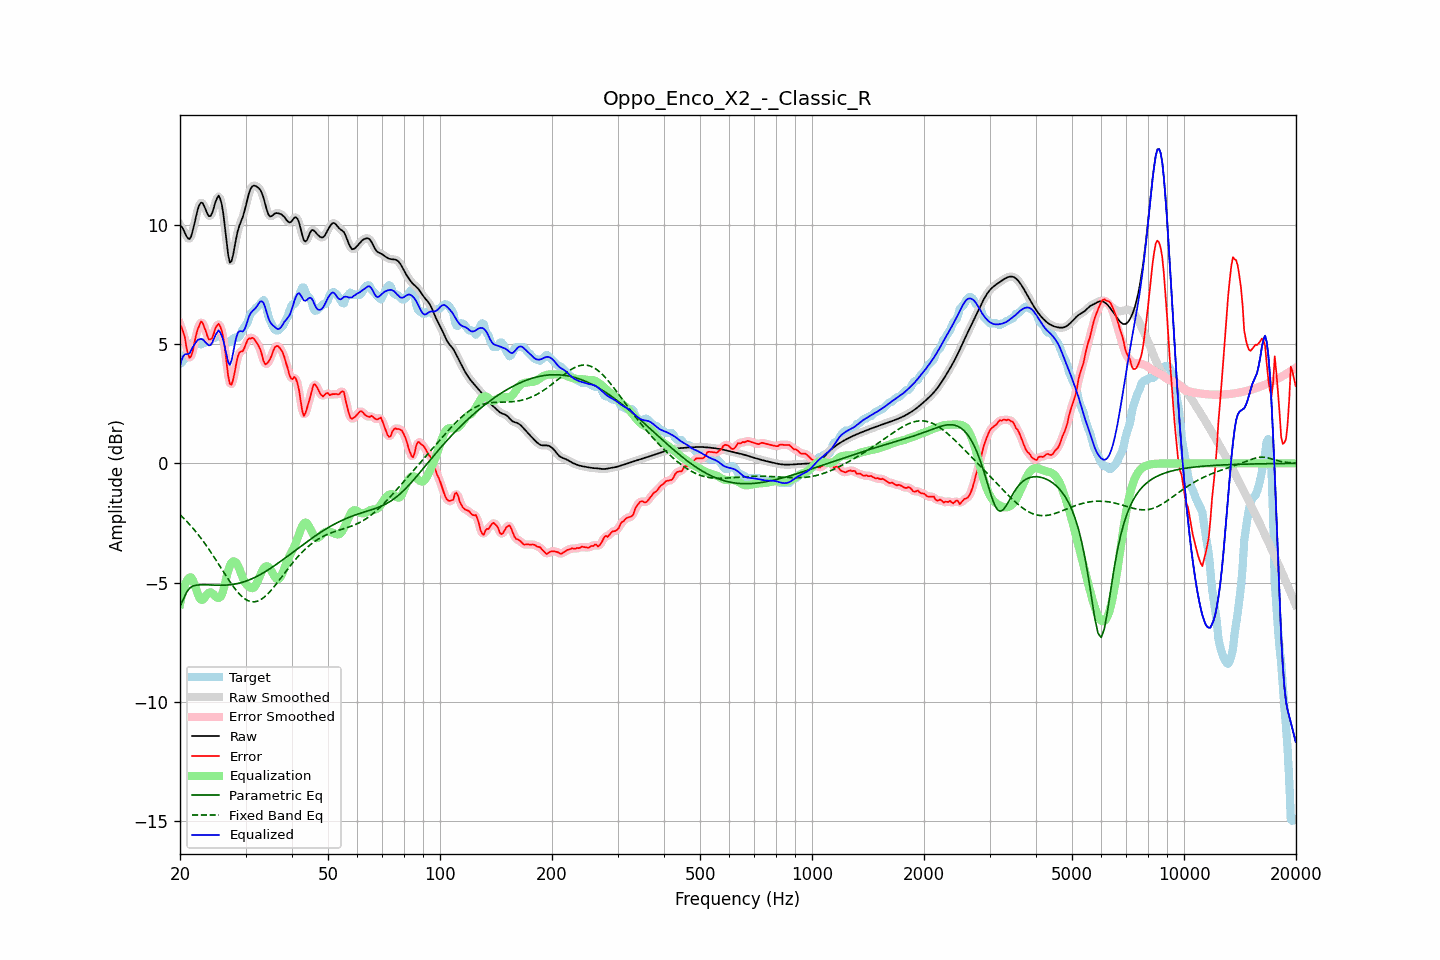 Oppo_Enco_X2_-_Classic_R
Amplitude (dBr)
10
5
0
−5
−10
−15
Target
Raw Smoothed
Error Smoothed
Raw
Error
Equalization
Parametric Eq
Fixed Band Eq
Equalized
20 50 100 200 500 1000 2000 5000 10000 20000
Frequency (Hz)